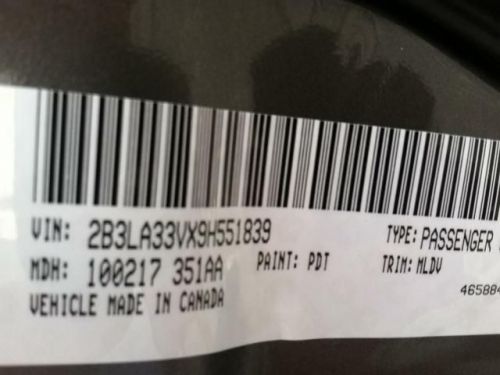 VIN: 2B3LA33VX9H551839 TYPE: PASSENGER
MDH: 100217 351AA PAINT: PDT TRIM: MLDV
VEHICLE MADE IN CANADA 46588